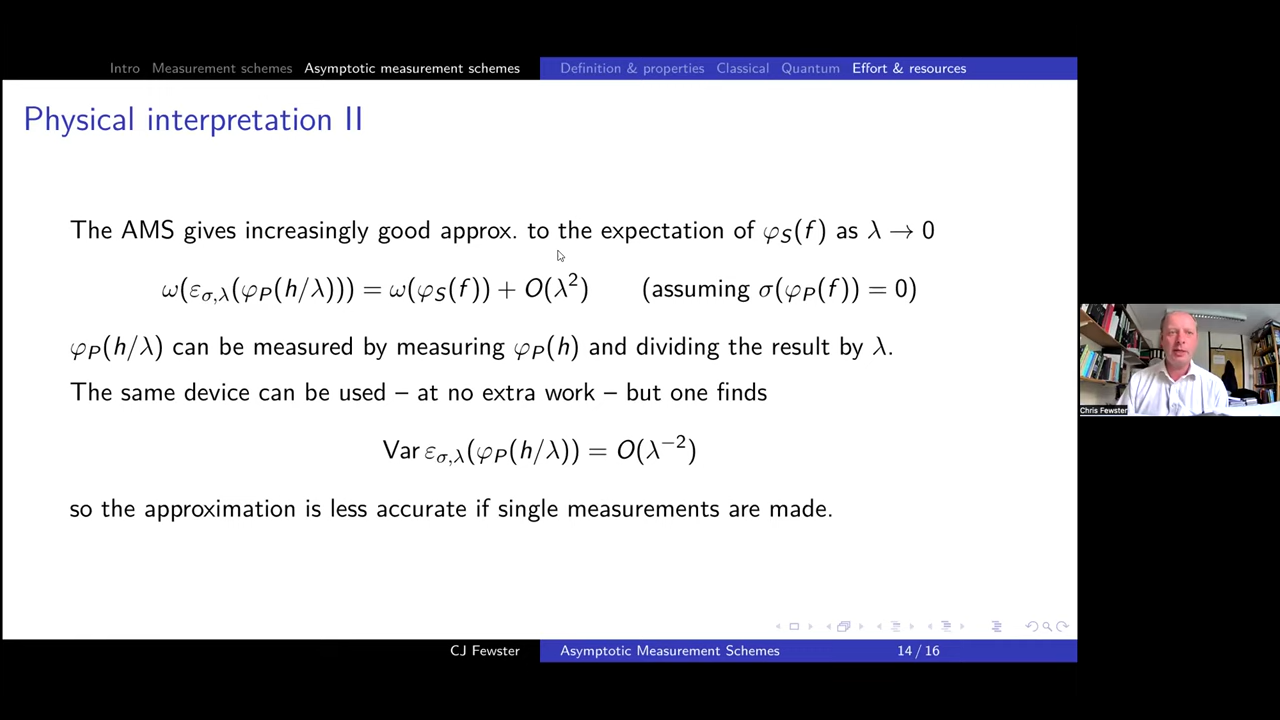 Intro Measurement schemes Asymptotic measurement schemes Definition & properties Classical Quantum Effort & resources
Physical interpretation II
The AMS gives increasingly good approx. to the expectation of φ_S(f) as λ → 0
ω(ε_{σ,λ}(φ_P(h/λ))) = ω(φ_S(f)) + O(λ²) (assuming σ(φ_P(f)) = 0)
φ_P(h/λ) can be measured by measuring φ_P(h) and dividing the result by λ.
The same device can be used – at no extra work – but one finds
Var ε_{σ,λ}(φ_P(h/λ)) = O(λ⁻²)
so the approximation is less accurate if single measurements are made.
Chris Fewster
CJ Fewster Asymptotic Measurement Schemes 14 / 16